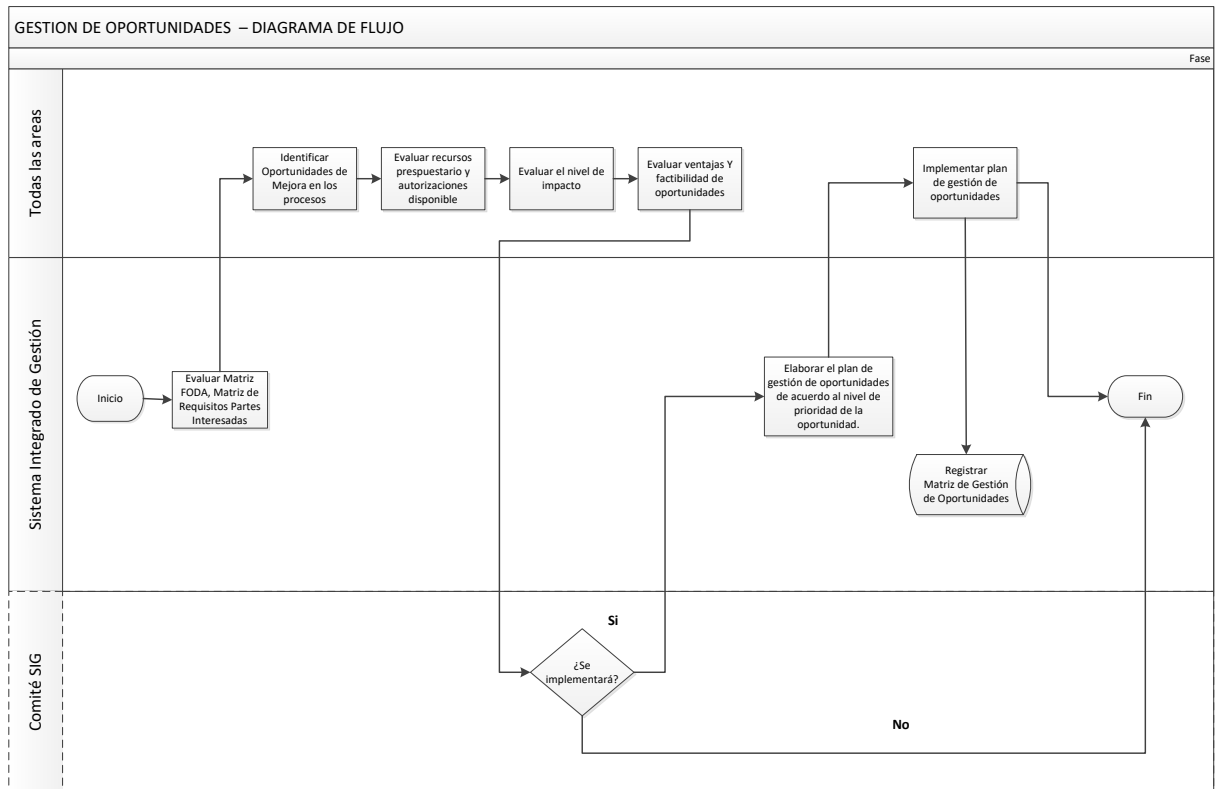 GESTION DE OPORTUNIDADES – DIAGRAMA DE FLUJO
Fase
Todas las areas
Identificar
Oportunidades de
Mejora en los
procesos
Evaluar recursos
prespuestario y
autorizaciones
disponible
Evaluar el nivel de
impacto
Evaluar ventajas Y
factibilidad de
oportunidades
Implementar plan
de gestión de
oportunidades
Sistema Integrado de Gestión
Inicio
Evaluar Matriz
FODA, Matriz de
Requisitos Partes
Interesadas
Elaborar el plan de
gestión de oportunidades
de acuerdo al nivel de
prioridad de la
oportunidad.
Fin
Registrar
Matriz de Gestión
de Oportunidades
Comité SIG
Si
¿Se
implementará?
No